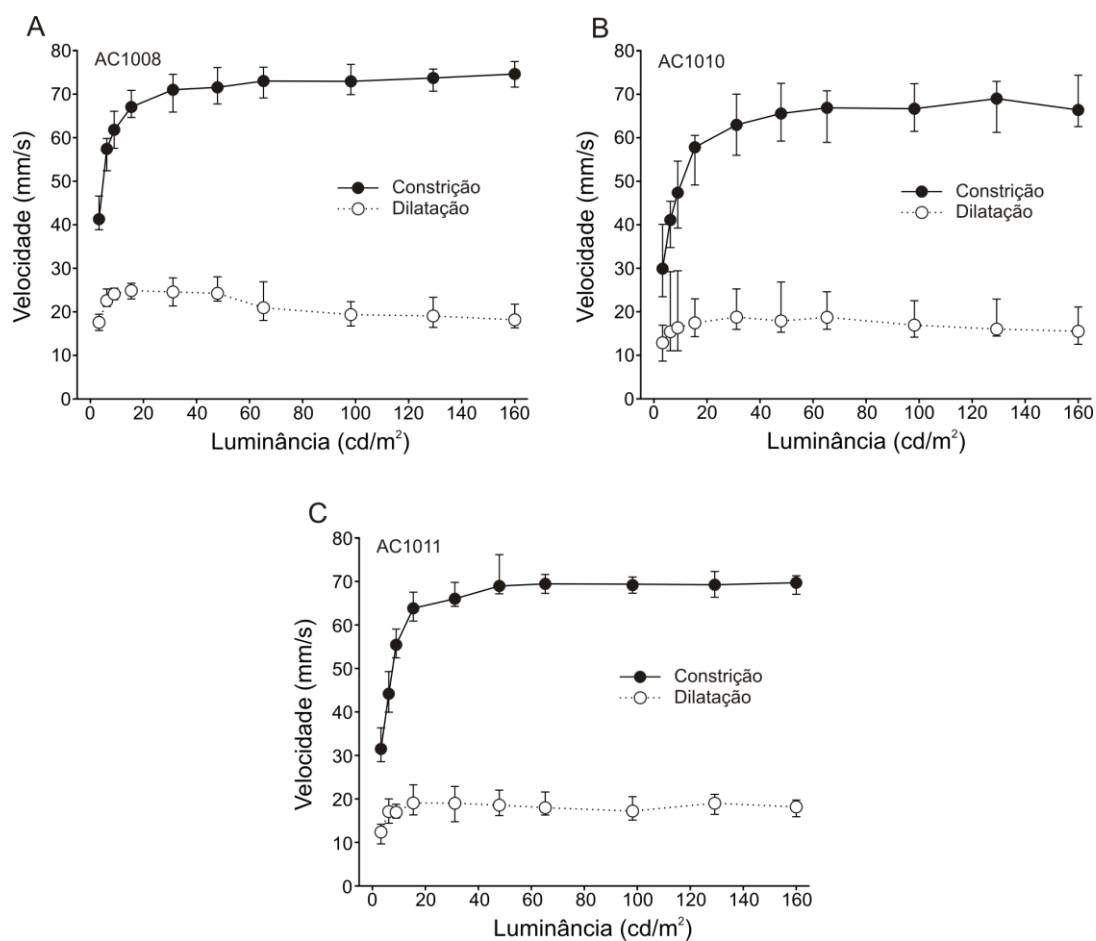 A
AC1008
80
70
60
50
40
30
20
10
0
Velocidade (mm/s)
Constrição
Dilatação
0 20 40 60 80 100 120 140 160
Luminância (cd/m²)
B
AC1010
80
70
60
50
40
30
20
10
0
Velocidade (mm/s)
Constrição
Dilatação
0 20 40 60 80 100 120 140 160
Luminância (cd/m²)
C
AC1011
80
70
60
50
40
30
20
10
0
Velocidade (mm/s)
Constrição
Dilatação
0 20 40 60 80 100 120 140 160
Luminância (cd/m²)